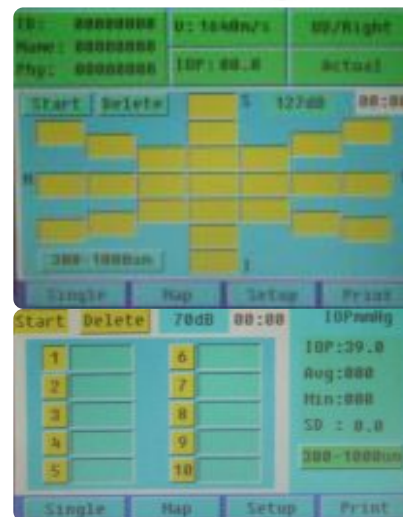 ID: 00000000
Name: 00000000
Phy: 00000000
U: 1640m/s
IOP: 00.0
OD/Right
Actual
Start Delete S 127dB 00:00
N
300-1000um I
Single Map Setup Print
Start Delete 70dB 00:00 IOPmmHg
1 6
2 7
3 8
4 9
5 10
IOP:39.0
Avg:000
Min:000
SD : 0.0
300-1000um
Single Map Setup Print